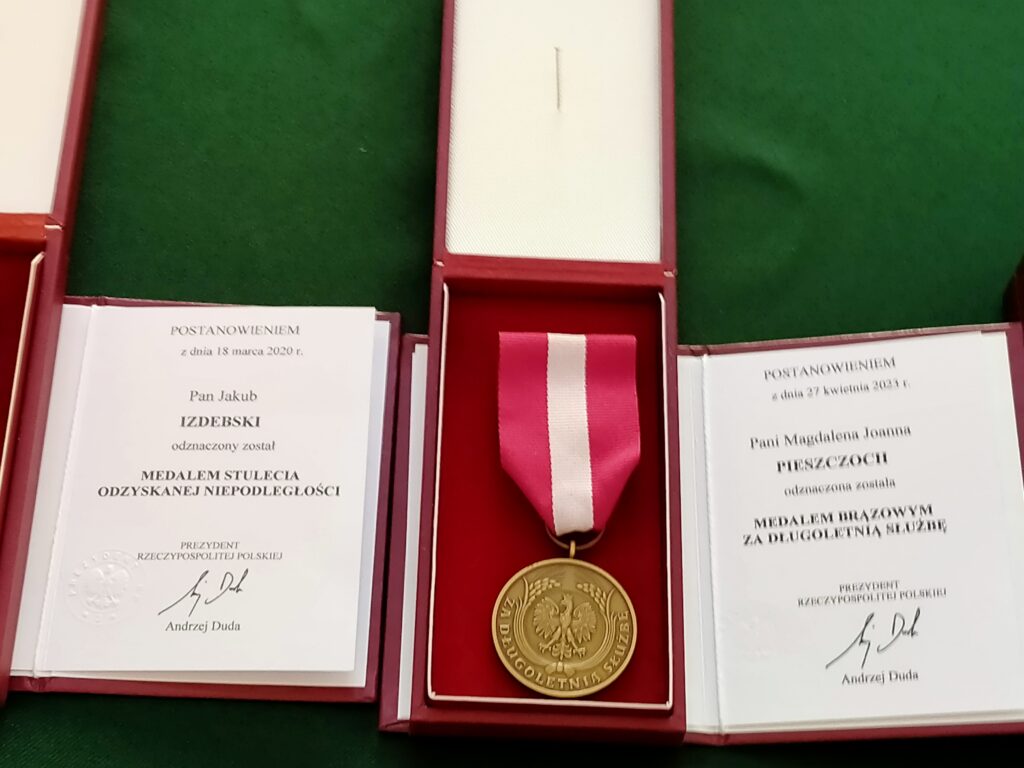 POSTANOWIENIEM
z dnia 18 marca 2020 r.
Pan Jakub
IZDEBSKI
odznaczony został
MEDALEM STULECIA
ODZYSKANEJ NIEPODLEGŁOŚCI
PREZYDENT
RZECZYPOSPOLITEJ POLSKIEJ
Andrzej Duda
ZA DŁUGOLETNIĄ SŁUŻBĘ
POSTANOWIENIEM
z dnia 27 kwietnia 2023 r.
Pani Magdalena Joanna
PIESZCZOCH
odznaczona została
MEDALEM BRĄZOWYM
ZA DŁUGOLETNIĄ SŁUŻBĘ
PREZYDENT
RZECZYPOSPOLITEJ POLSKIEJ
Andrzej Duda